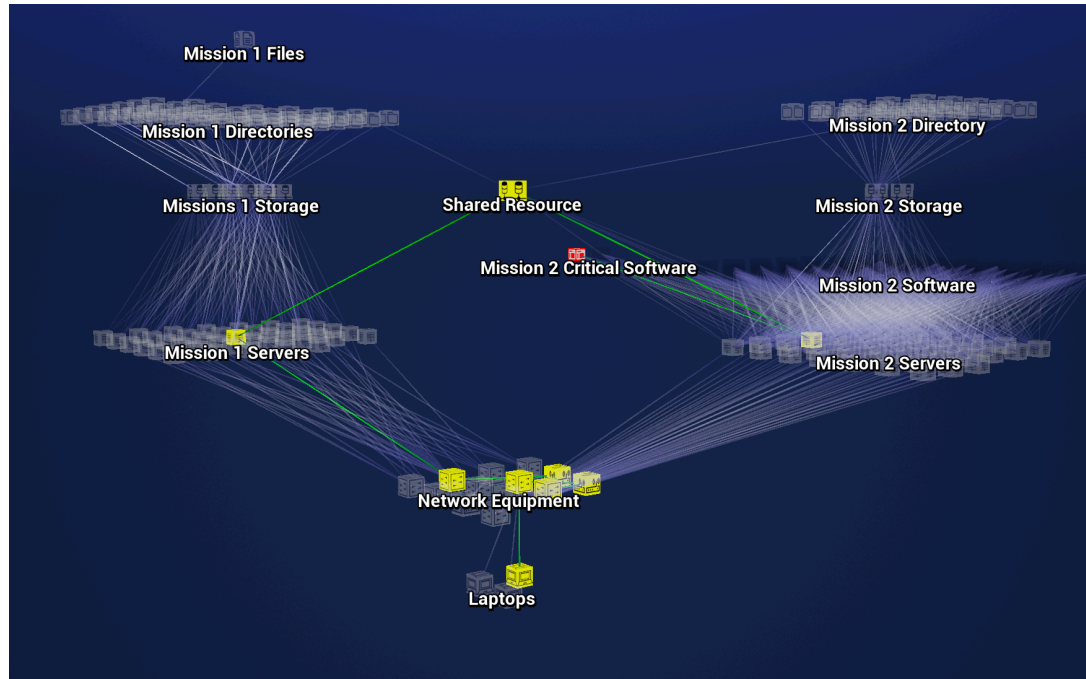 Mission 1 Files
Mission 1 Directories
Mission 2 Directory
Missions 1 Storage
Shared Resource
Mission 2 Storage
Mission 2 Critical Software
Mission 2 Software
Mission 1 Servers
Mission 2 Servers
Network Equipment
Laptops